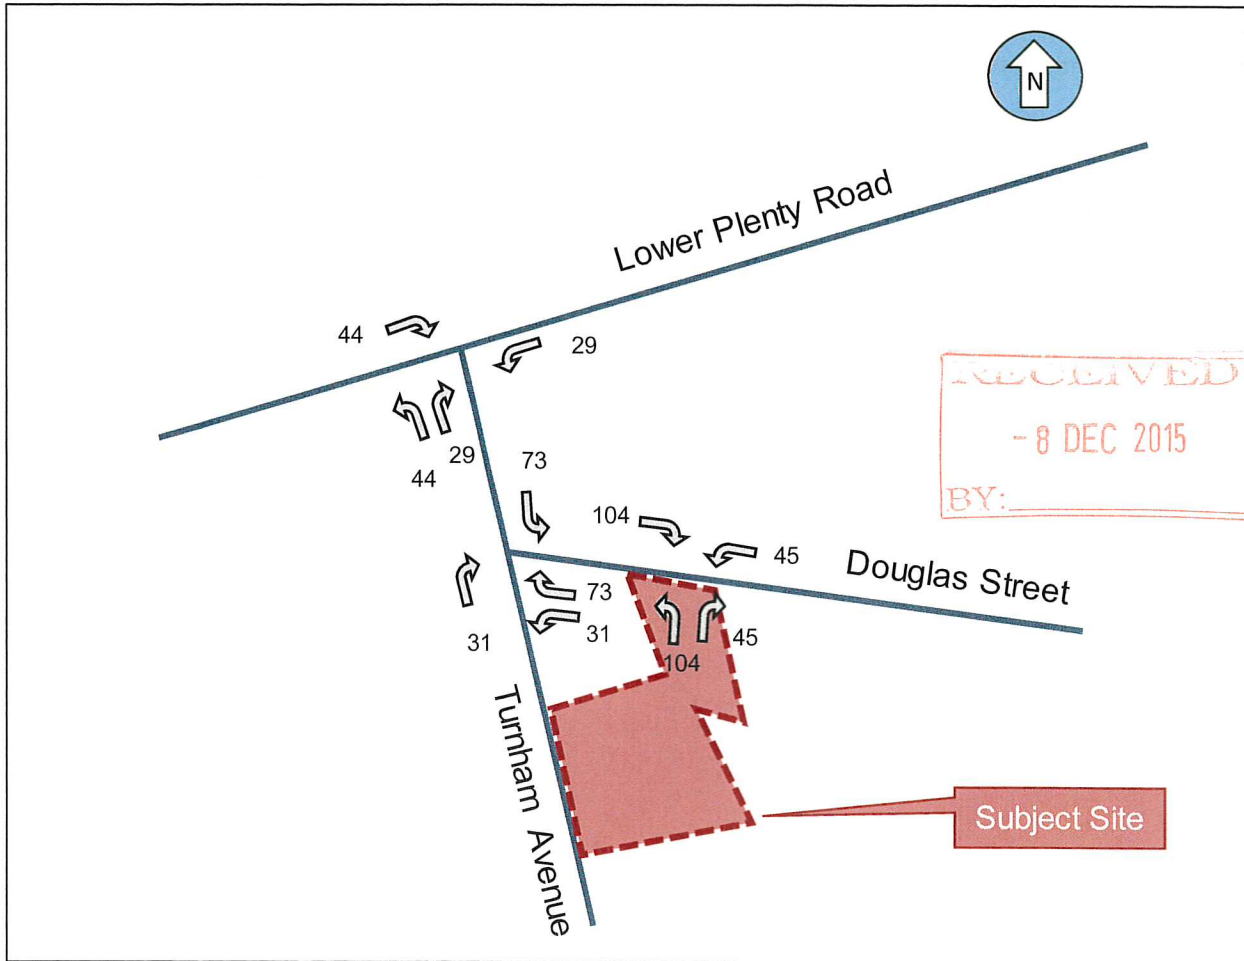 N
Lower Plenty Road
44
29
RECEIVED
- 8 DEC 2015
BY:
29
73
44
104
45
Douglas Street
73
31
31
45
104
Turnham Avenue
Subject Site